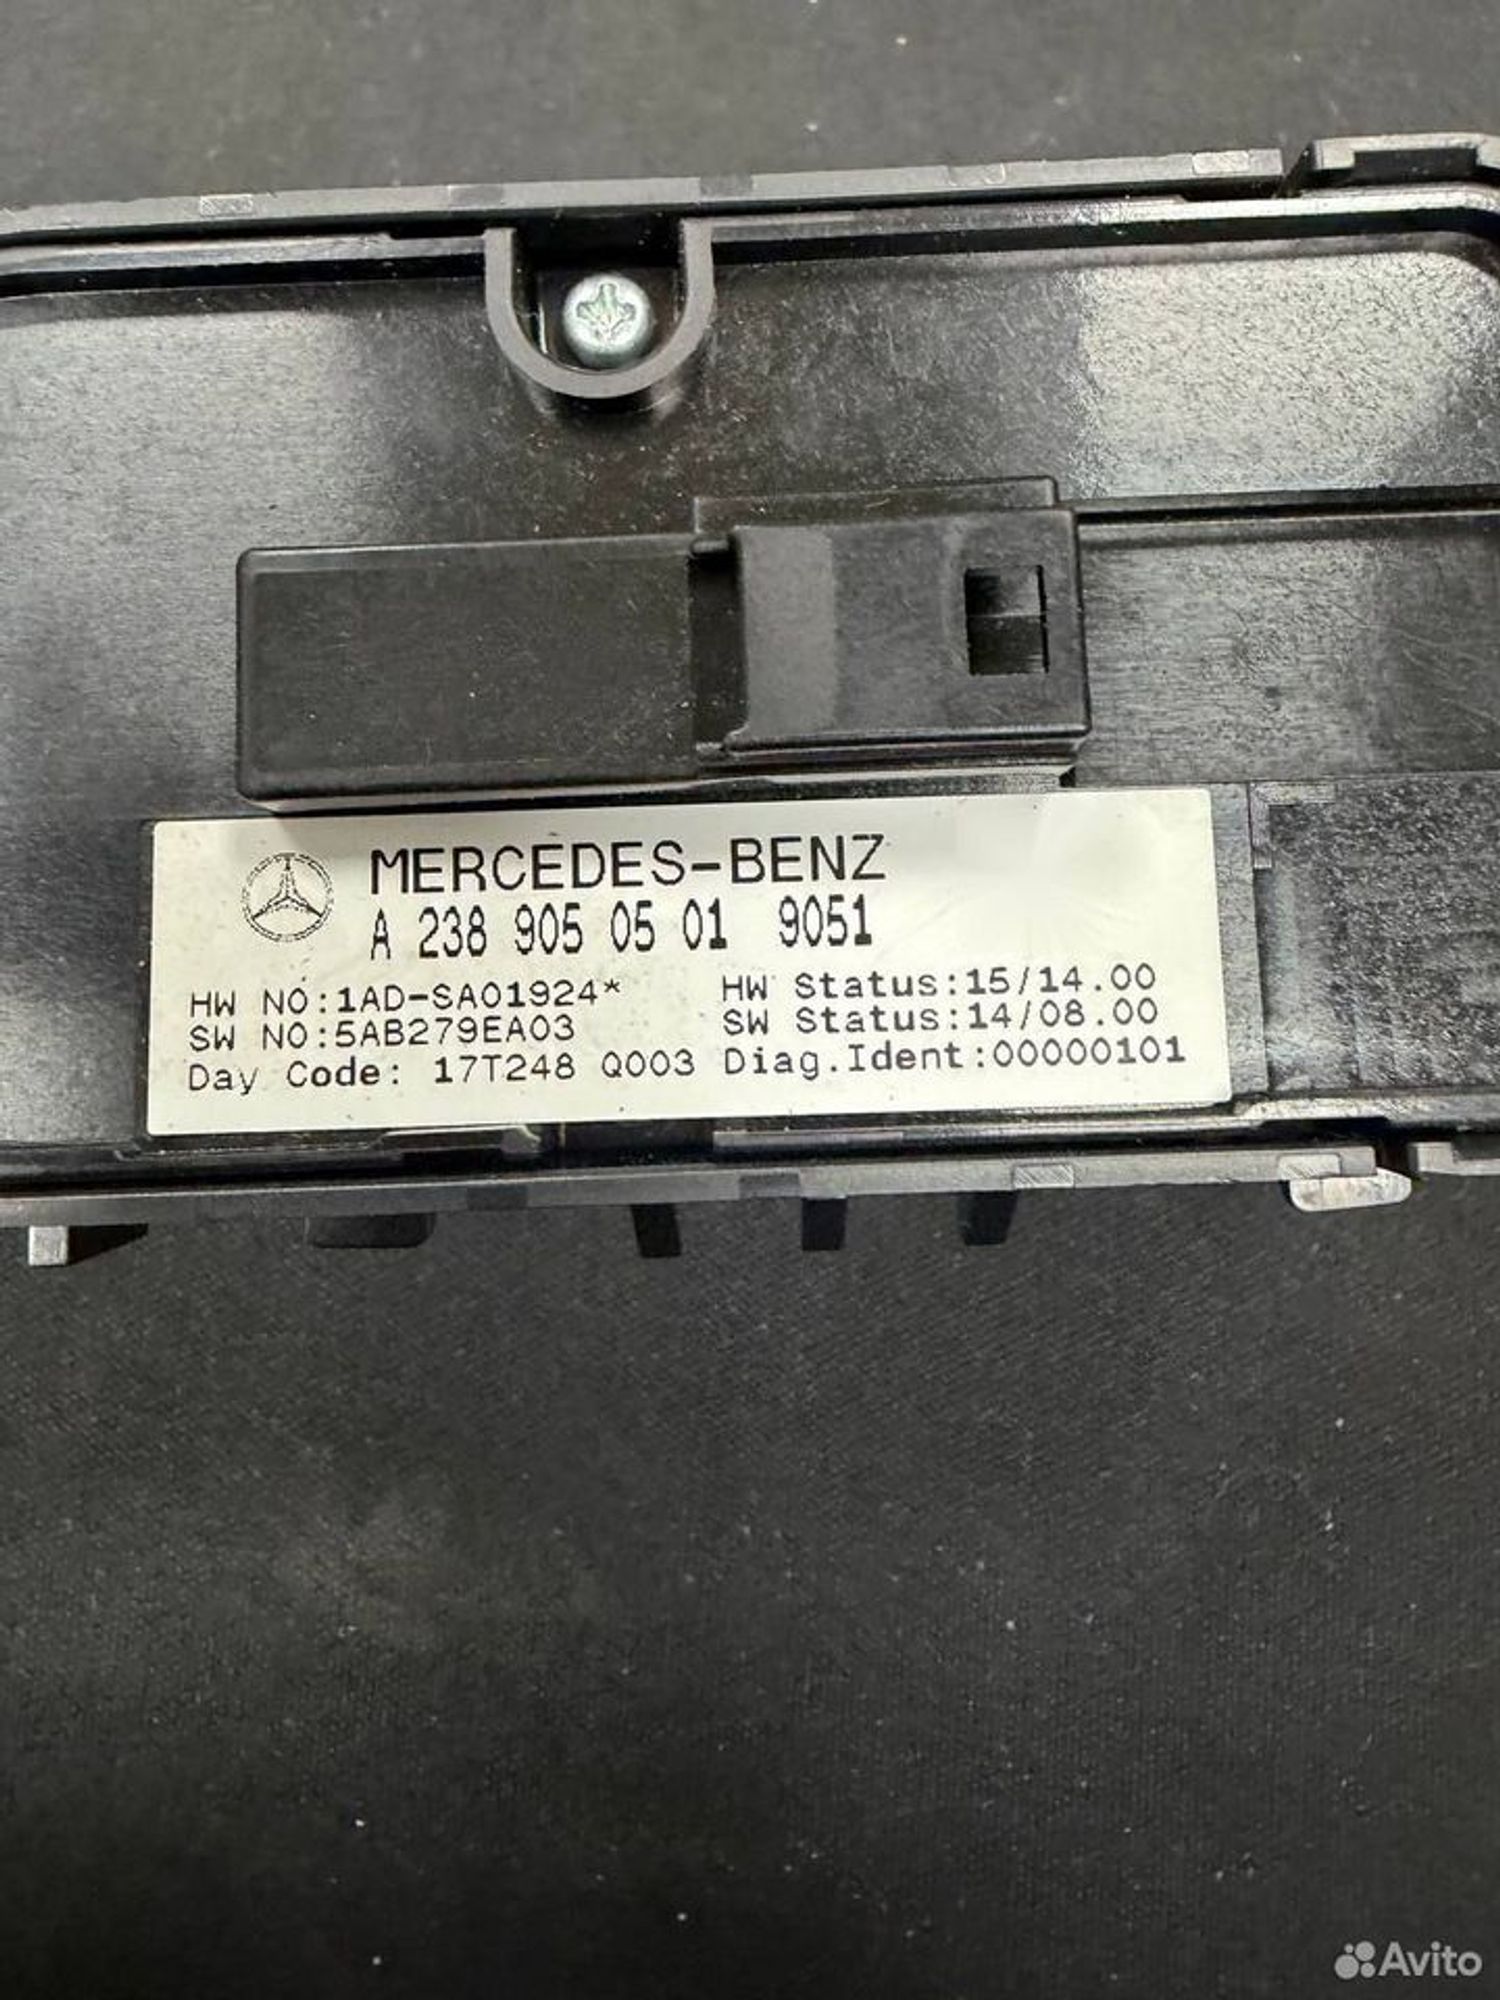 MERCEDES-BENZ
A 238 905 05 01 9051
HW NO:1AD-SA01924* HW Status:15/14.00
SW NO:5AB279EA03 SW Status:14/08.00
Day Code: 17T248 Q003 Diag.Ident:00000101
Avito